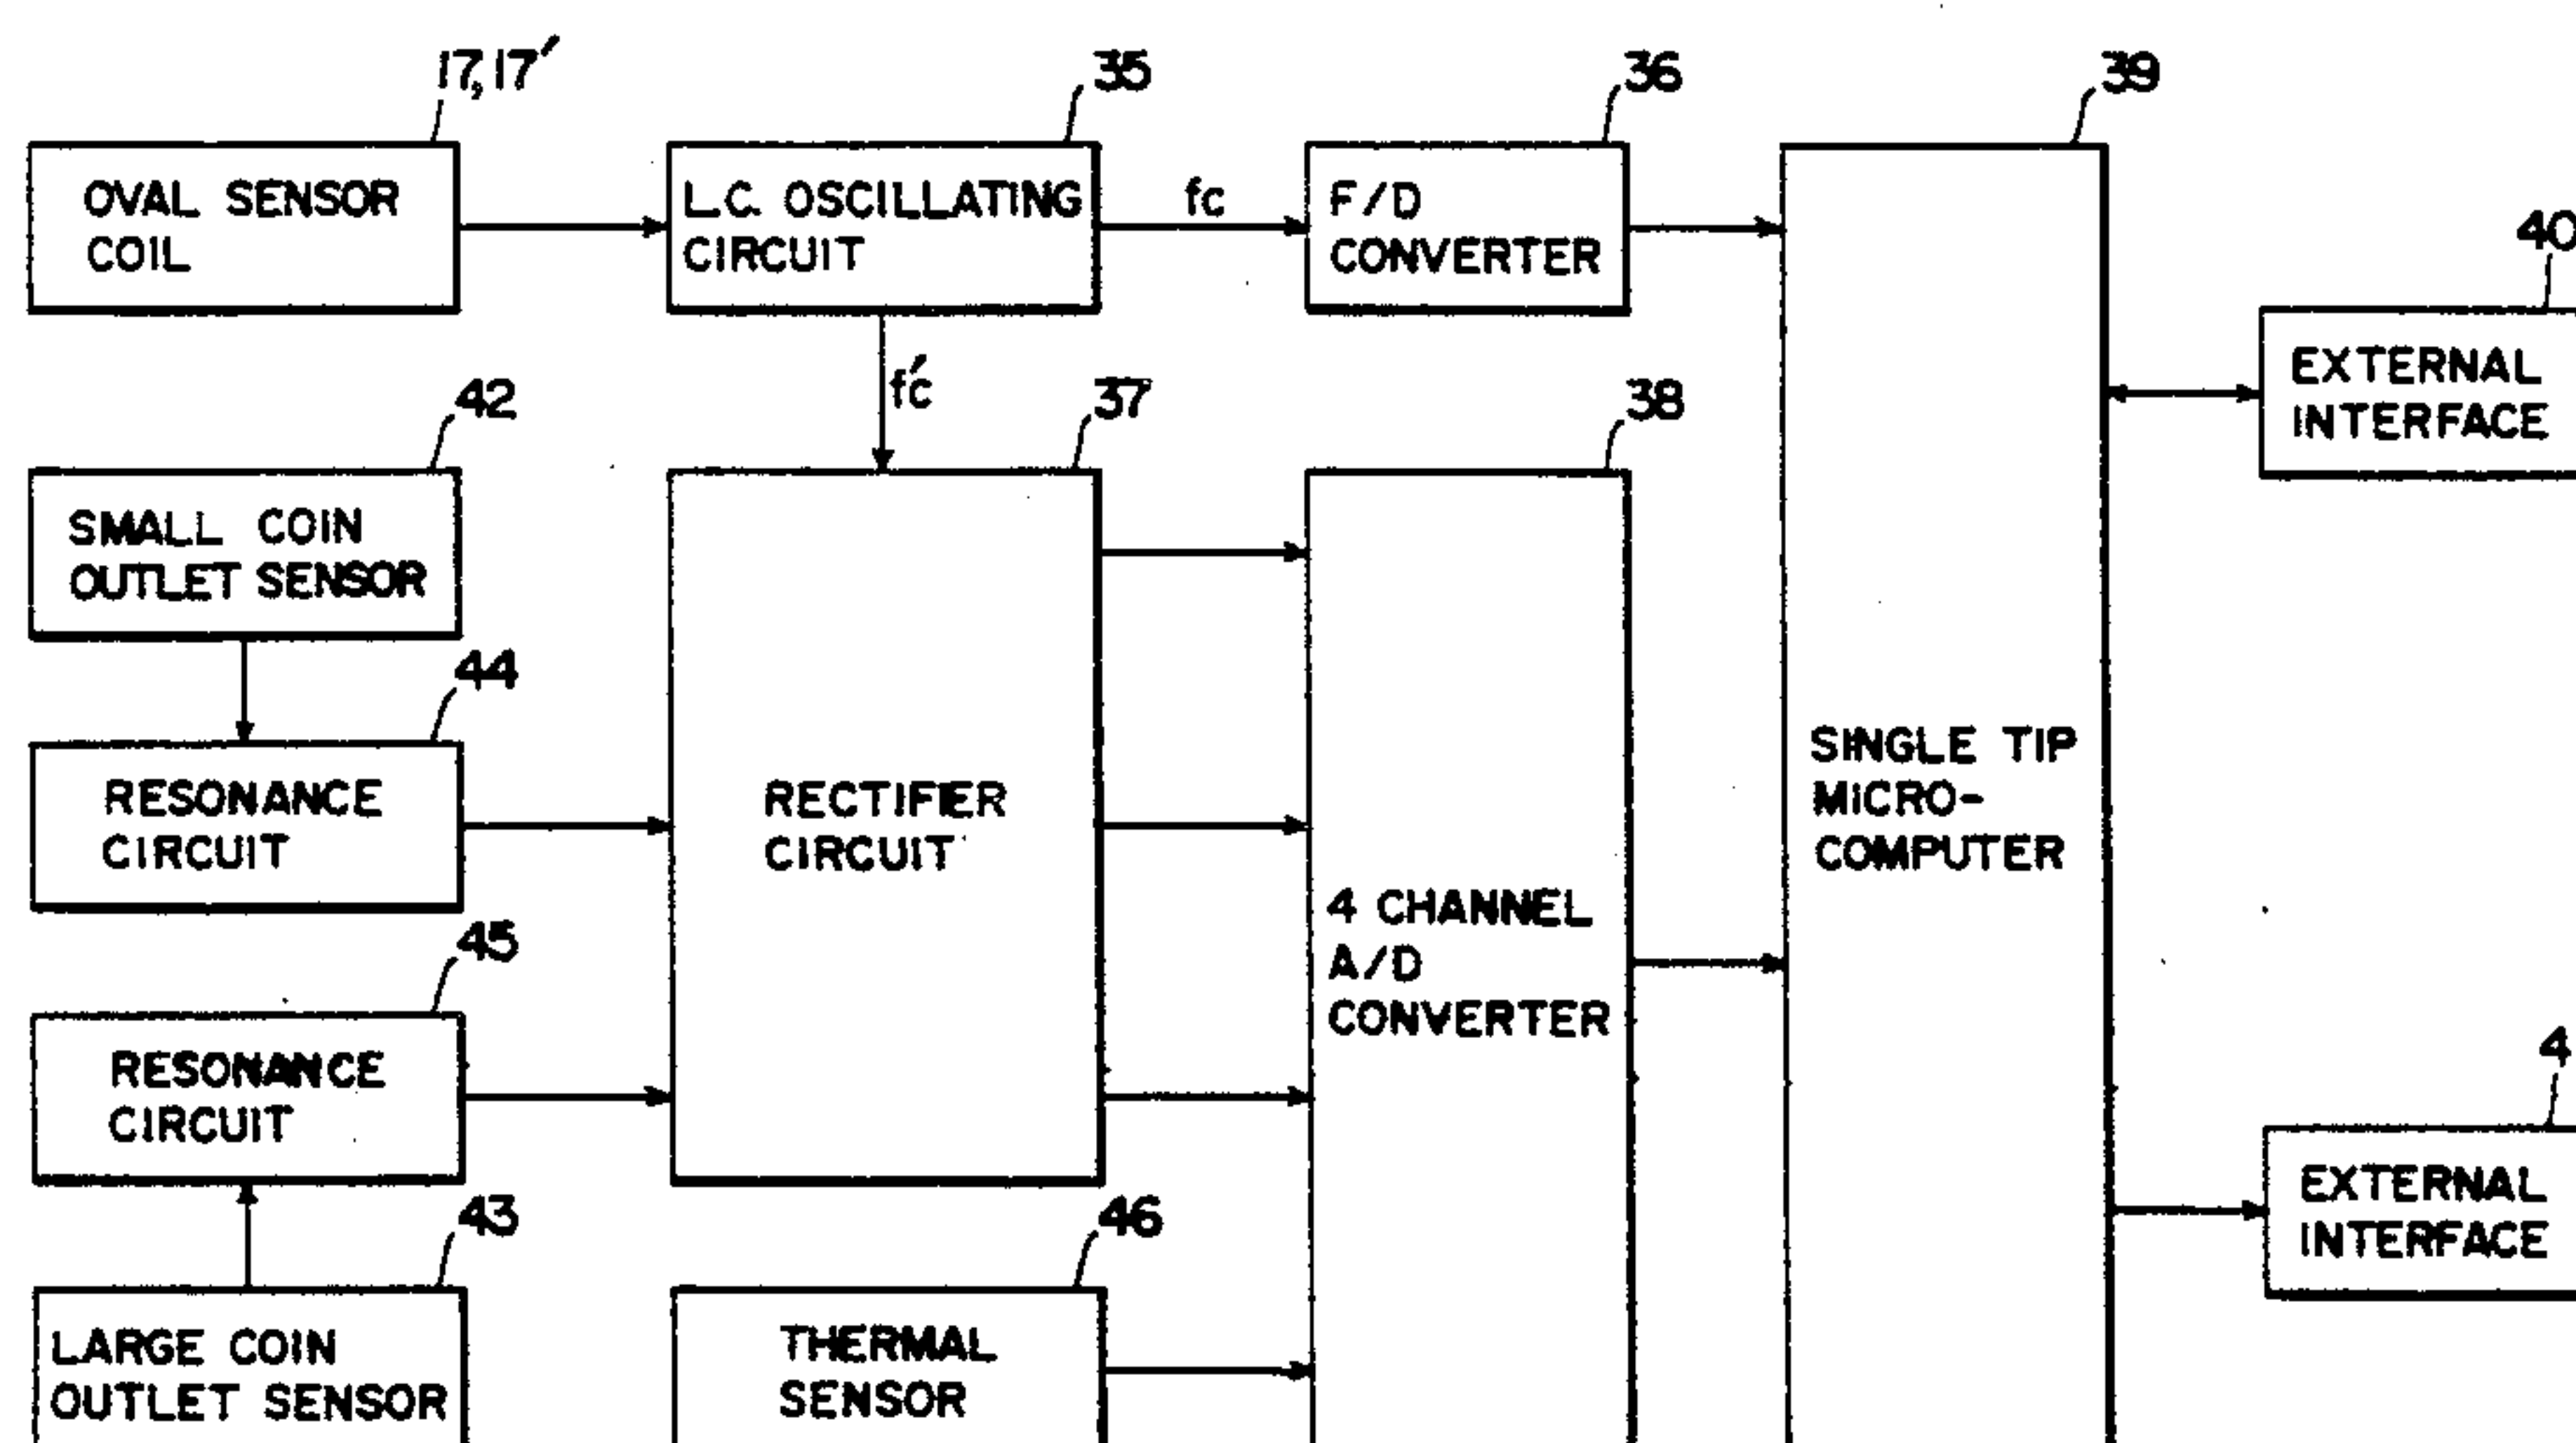 17, 17′
35
36
39
OVAL SENSOR
COIL
L.C. OSCILLATING
CIRCUIT
fc
F/D
CONVERTER
40
EXTERNAL
INTERFACE
f′c
42
37
38
SMALL COIN
OUTLET SENSOR
44
RESONANCE
CIRCUIT
RECTIFIER
CIRCUIT
SINGLE TIP
MICRO-
COMPUTER
4 CHANNEL
A/D
CONVERTER
45
RESONANCE
CIRCUIT
4
EXTERNAL
INTERFACE
43
46
LARGE COIN
OUTLET SENSOR
THERMAL
SENSOR